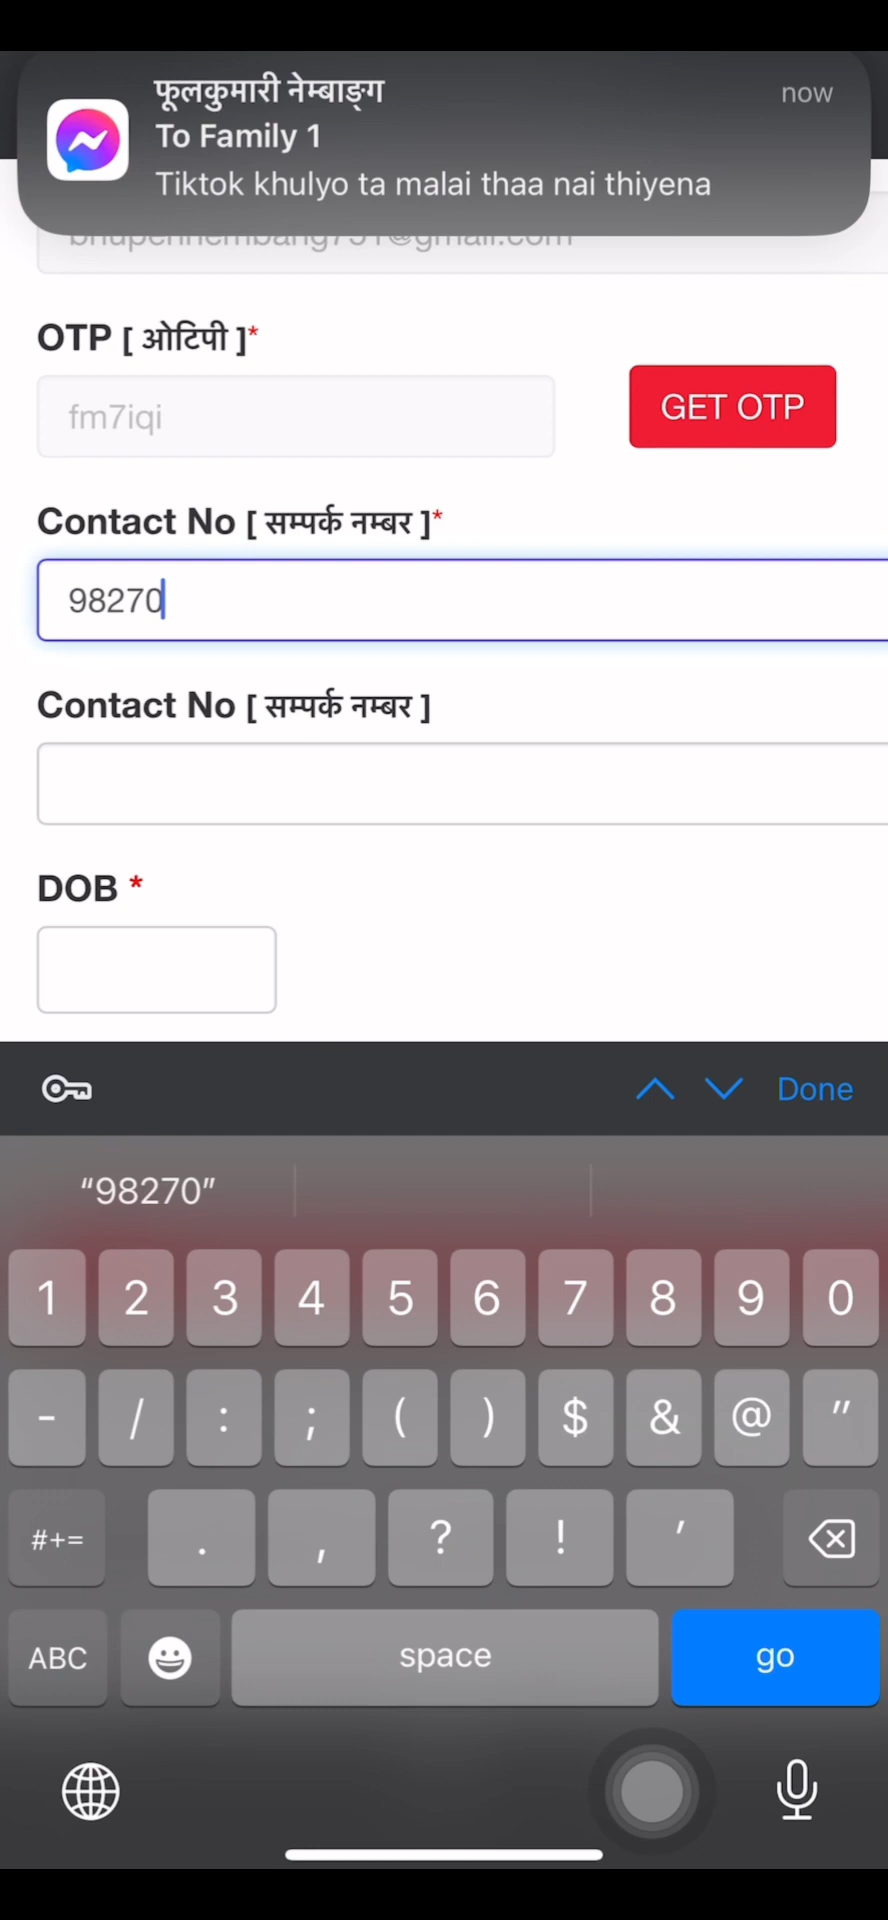 फूलकुमारी नेम्बाङ्ग
now
To Family 1
Tiktok khulyo ta malai thaa nai thiyena
OTP [ ओटिपी ]*
fm7iqi
GET OTP
Contact No [ सम्पर्क नम्बर ]*
98270
Contact No [ सम्पर्क नम्बर ]
DOB *
Done
“98270”
1 2 3 4 5 6 7 8 9 0
- / : ; ( ) $ & @ "
#+= . , ? ! '
ABC space go